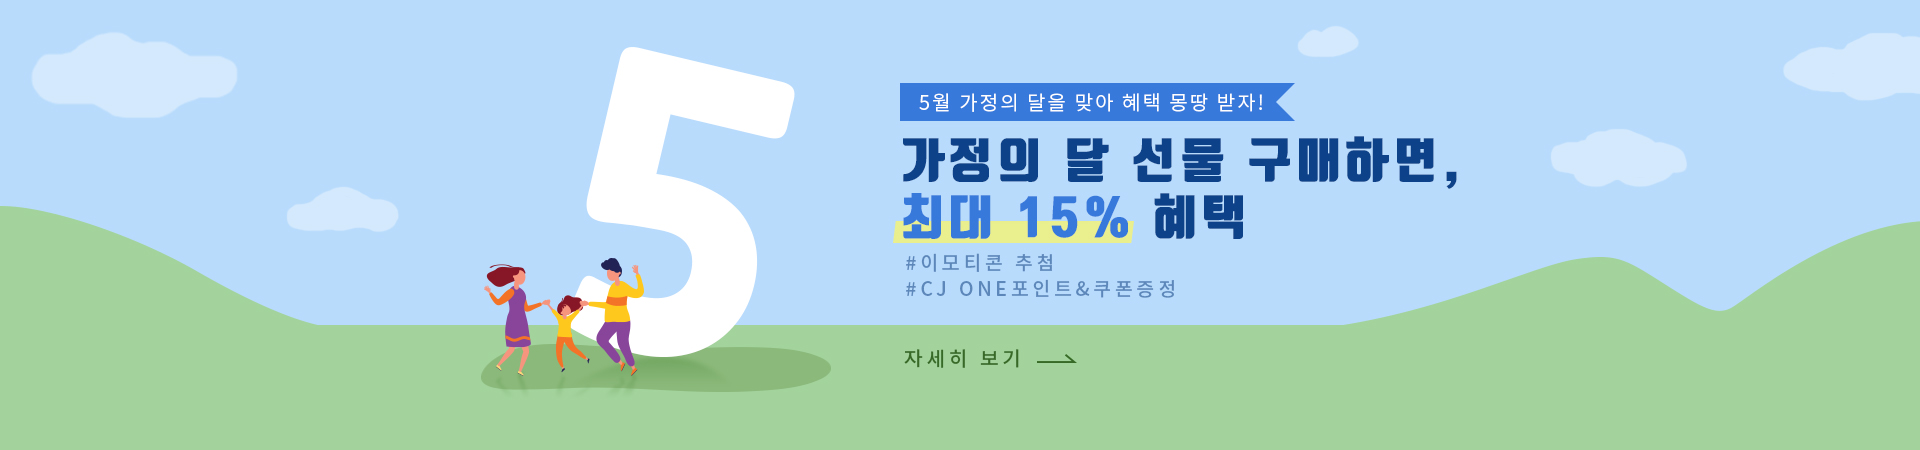 5
5월 가정의 달을 맞아 혜택 몽땅 받자!
가정의 달 선물 구매하면,
최대 15% 혜택
#이모티콘 추첨
#CJ ONE포인트&쿠폰증정
자세히 보기